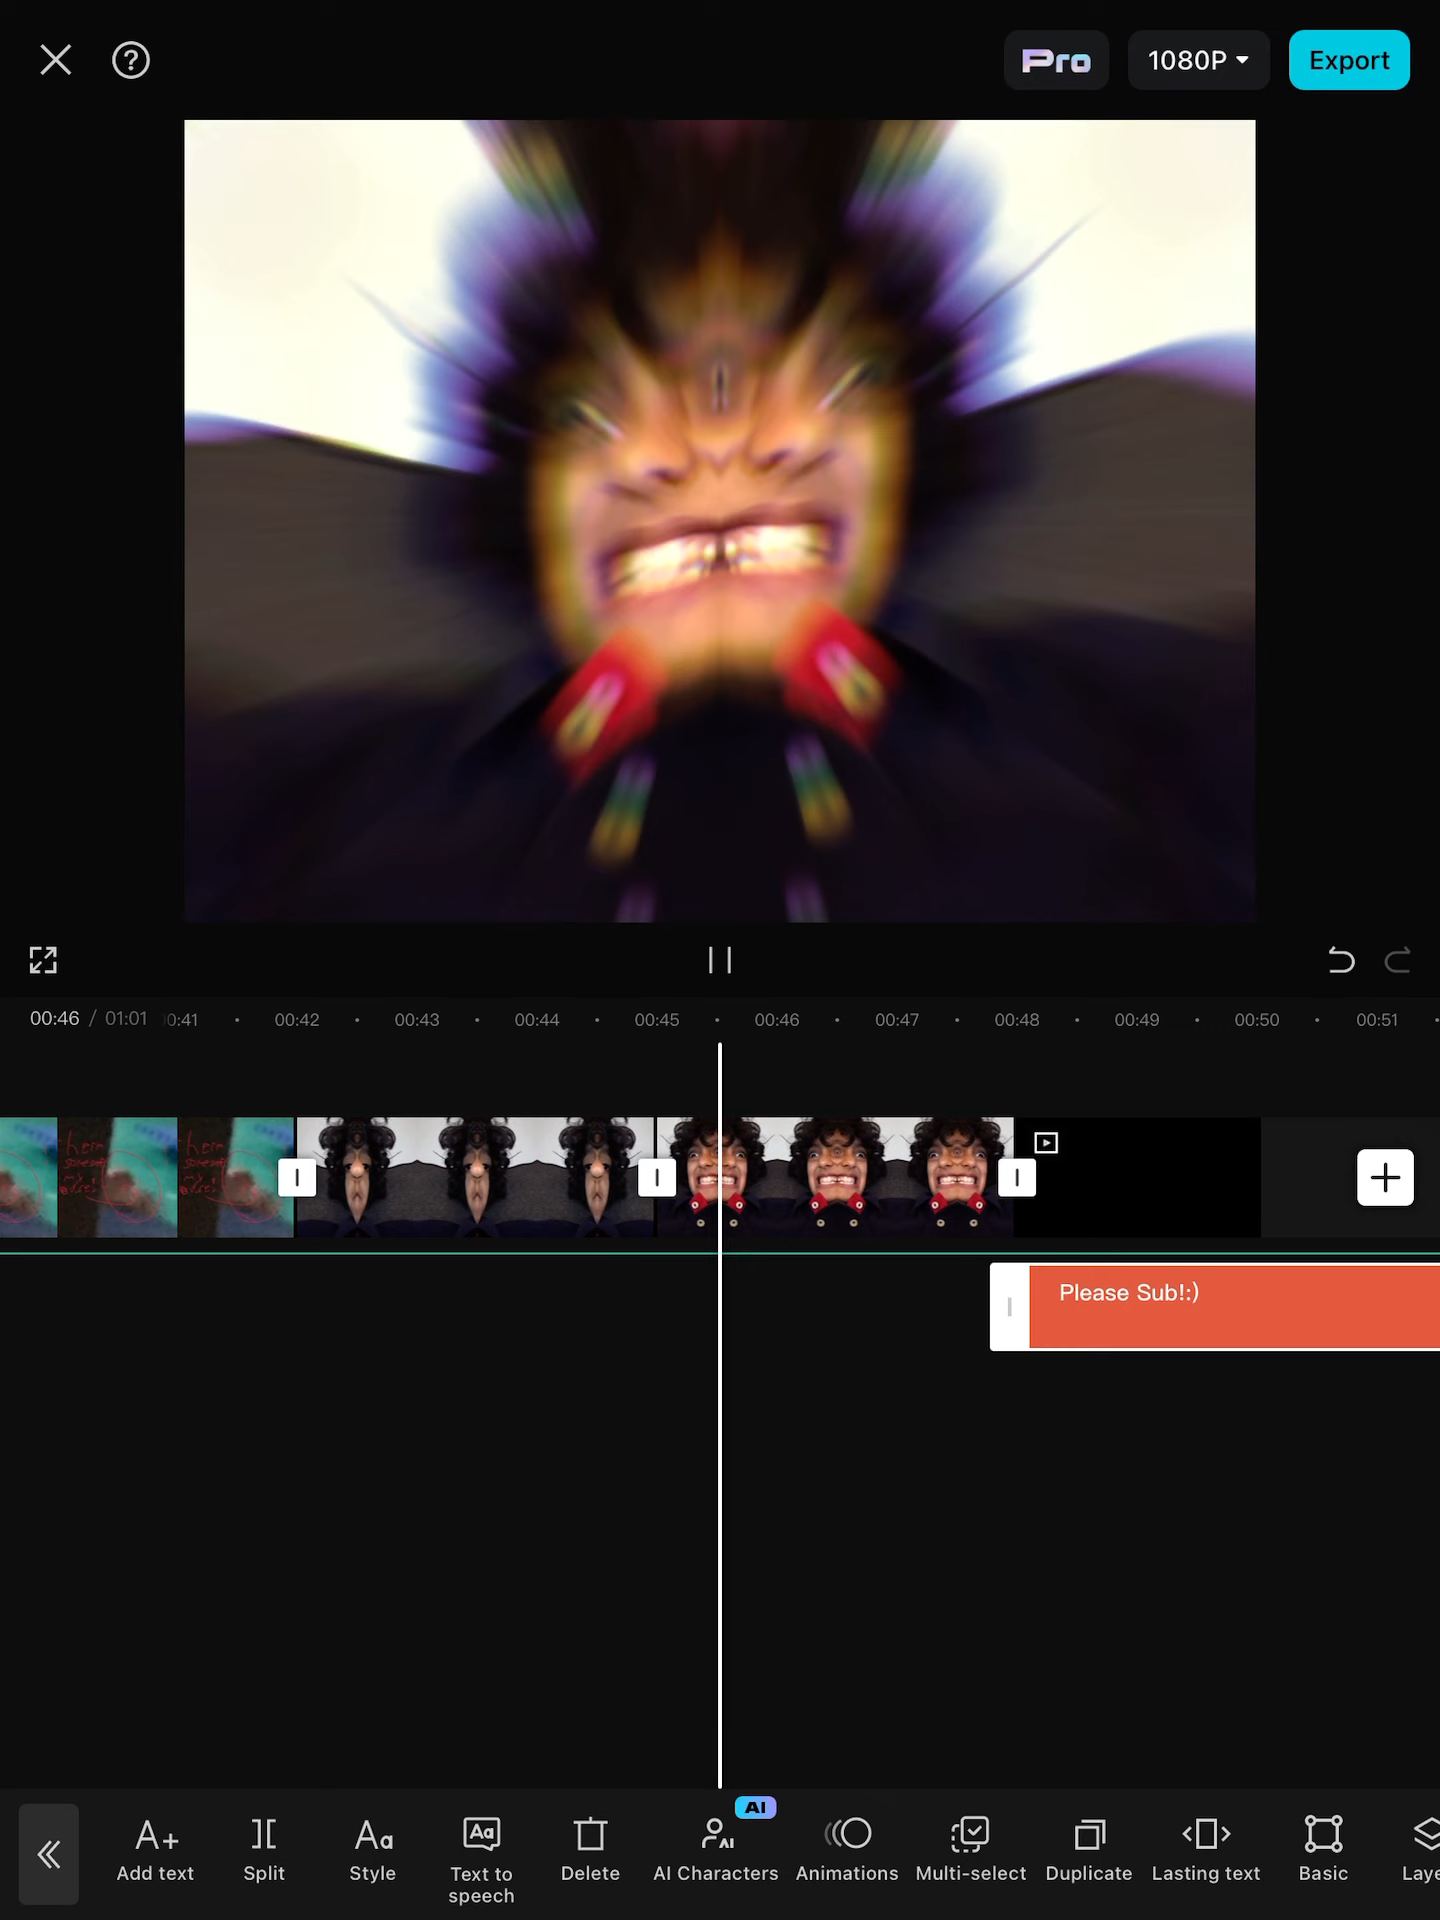 Pro 1080P Export
00:46 / 01:01 0:41 00:42 00:43 00:44 00:45 00:46 00:47 00:48 00:49 00:50 00:51
Please Sub!:)
AI
Add text Split Style Text to speech Delete AI Characters Animations Multi-select Duplicate Lasting text Basic Laye